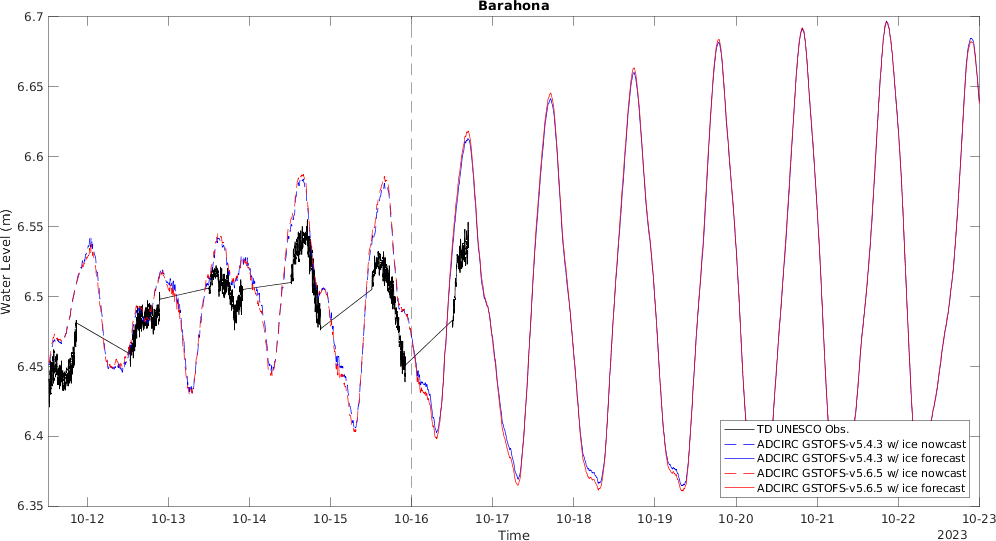 Barahona
6.7
6.65
6.6
6.55
6.5
6.45
6.4
6.35
Water Level (m)
10-12 10-13 10-14 10-15 10-16 10-17 10-18 10-19 10-20 10-21 10-22 10-23
Time
2023
TD UNESCO Obs.
ADCIRC GSTOFS-v5.4.3 w/ ice nowcast
ADCIRC GSTOFS-v5.4.3 w/ ice forecast
ADCIRC GSTOFS-v5.6.5 w/ ice nowcast
ADCIRC GSTOFS-v5.6.5 w/ ice forecast